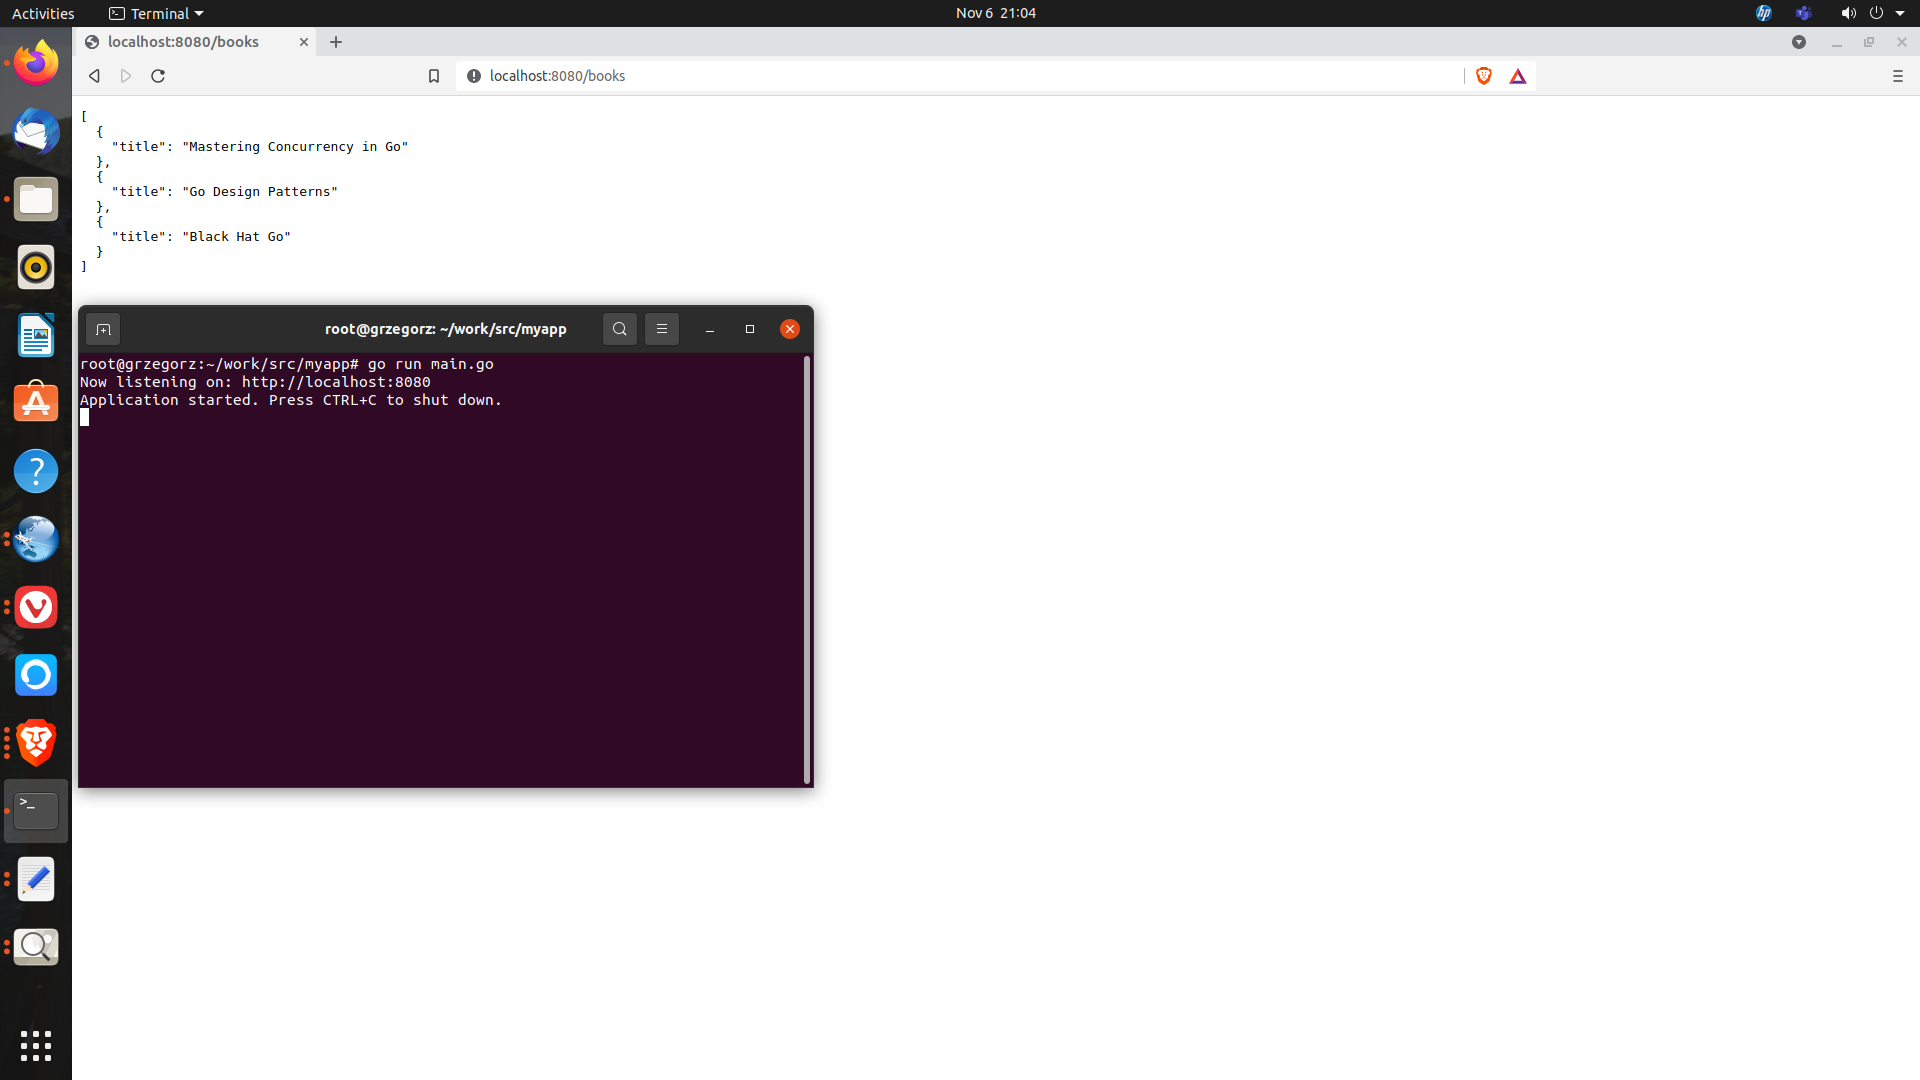 Activities
Terminal
Nov 6 21:04
hp
localhost:8080/books
localhost:8080/books
[
  {
    "title": "Mastering Concurrency in Go"
  },
  {
    "title": "Go Design Patterns"
  },
  {
    "title": "Black Hat Go"
  }
]
root@grzegorz: ~/work/src/myapp
root@grzegorz:~/work/src/myapp# go run main.go
Now listening on: http://localhost:8080
Application started. Press CTRL+C to shut down.